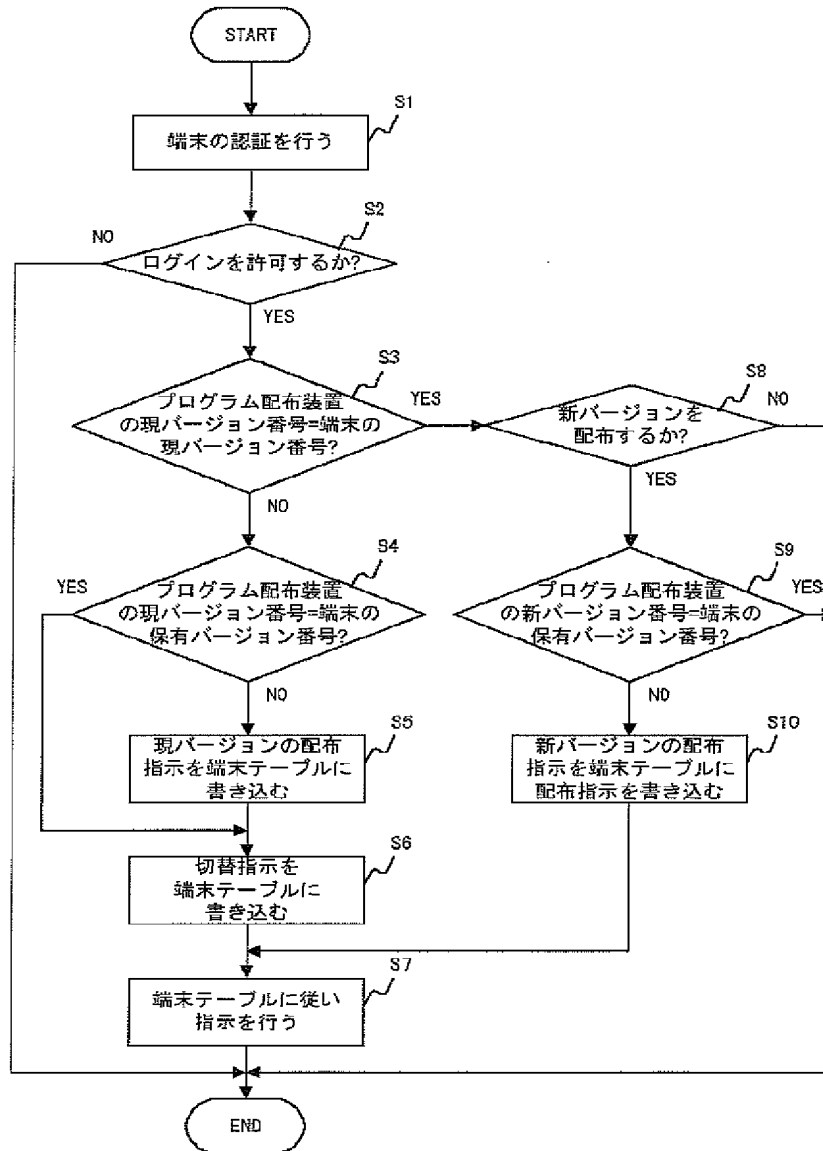 START
S1
端末の認証を行う
S2
NO
ログインを許可するか?
YES
S3
プログラム配布装置
の現バージョン番号=端末の
現バージョン番号?
YES
NO
S8
新バージョンを
配布するか?
NO
YES
S4
YES
プログラム配布装置
の現バージョン番号=端末の
保有バージョン番号?
NO
S9
プログラム配布装置
の新バージョン番号=端末の
保有バージョン番号?
YES
NO
S5
現バージョンの配布
指示を端末テーブルに
書き込む
S10
新バージョンの配布
指示を端末テーブルに
配布指示を書き込む
S6
切替指示を
端末テーブルに
書き込む
S7
端末テーブルに従い
指示を行う
END